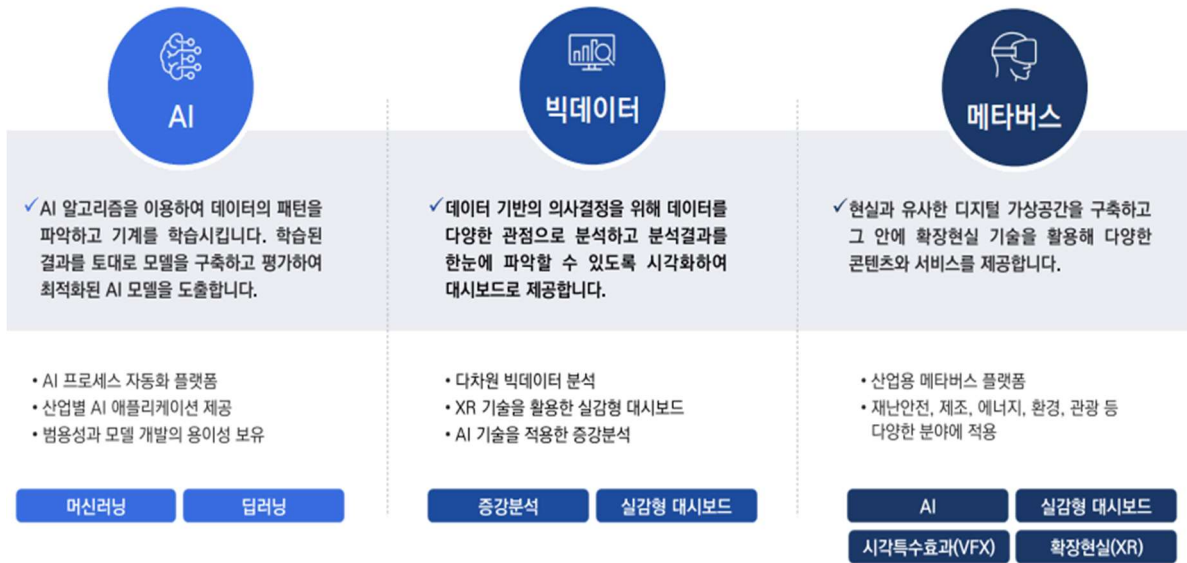 AI
✓AI 알고리즘을 이용하여 데이터의 패턴을
파악하고 기계를 학습시킵니다. 학습된
결과를 토대로 모델을 구축하고 평가하여
최적화된 AI 모델을 도출합니다.
• AI 프로세스 자동화 플랫폼
• 산업별 AI 애플리케이션 제공
• 범용성과 모델 개발의 용이성 보유
머신러닝
딥러닝
빅데이터
✓데이터 기반의 의사결정을 위해 데이터를
다양한 관점으로 분석하고 분석결과를
한눈에 파악할 수 있도록 시각화하여
대시보드로 제공합니다.
• 다차원 빅데이터 분석
• XR 기술을 활용한 실감형 대시보드
• AI 기술을 적용한 증강분석
증강분석
실감형 대시보드
메타버스
✓현실과 유사한 디지털 가상공간을 구축하고
그 안에 확장현실 기술을 활용해 다양한
콘텐츠와 서비스를 제공합니다.
• 산업용 메타버스 플랫폼
• 재난안전, 제조, 에너지, 환경, 관광 등
다양한 분야에 적용
AI
실감형 대시보드
시각특수효과(VFX)
확장현실(XR)